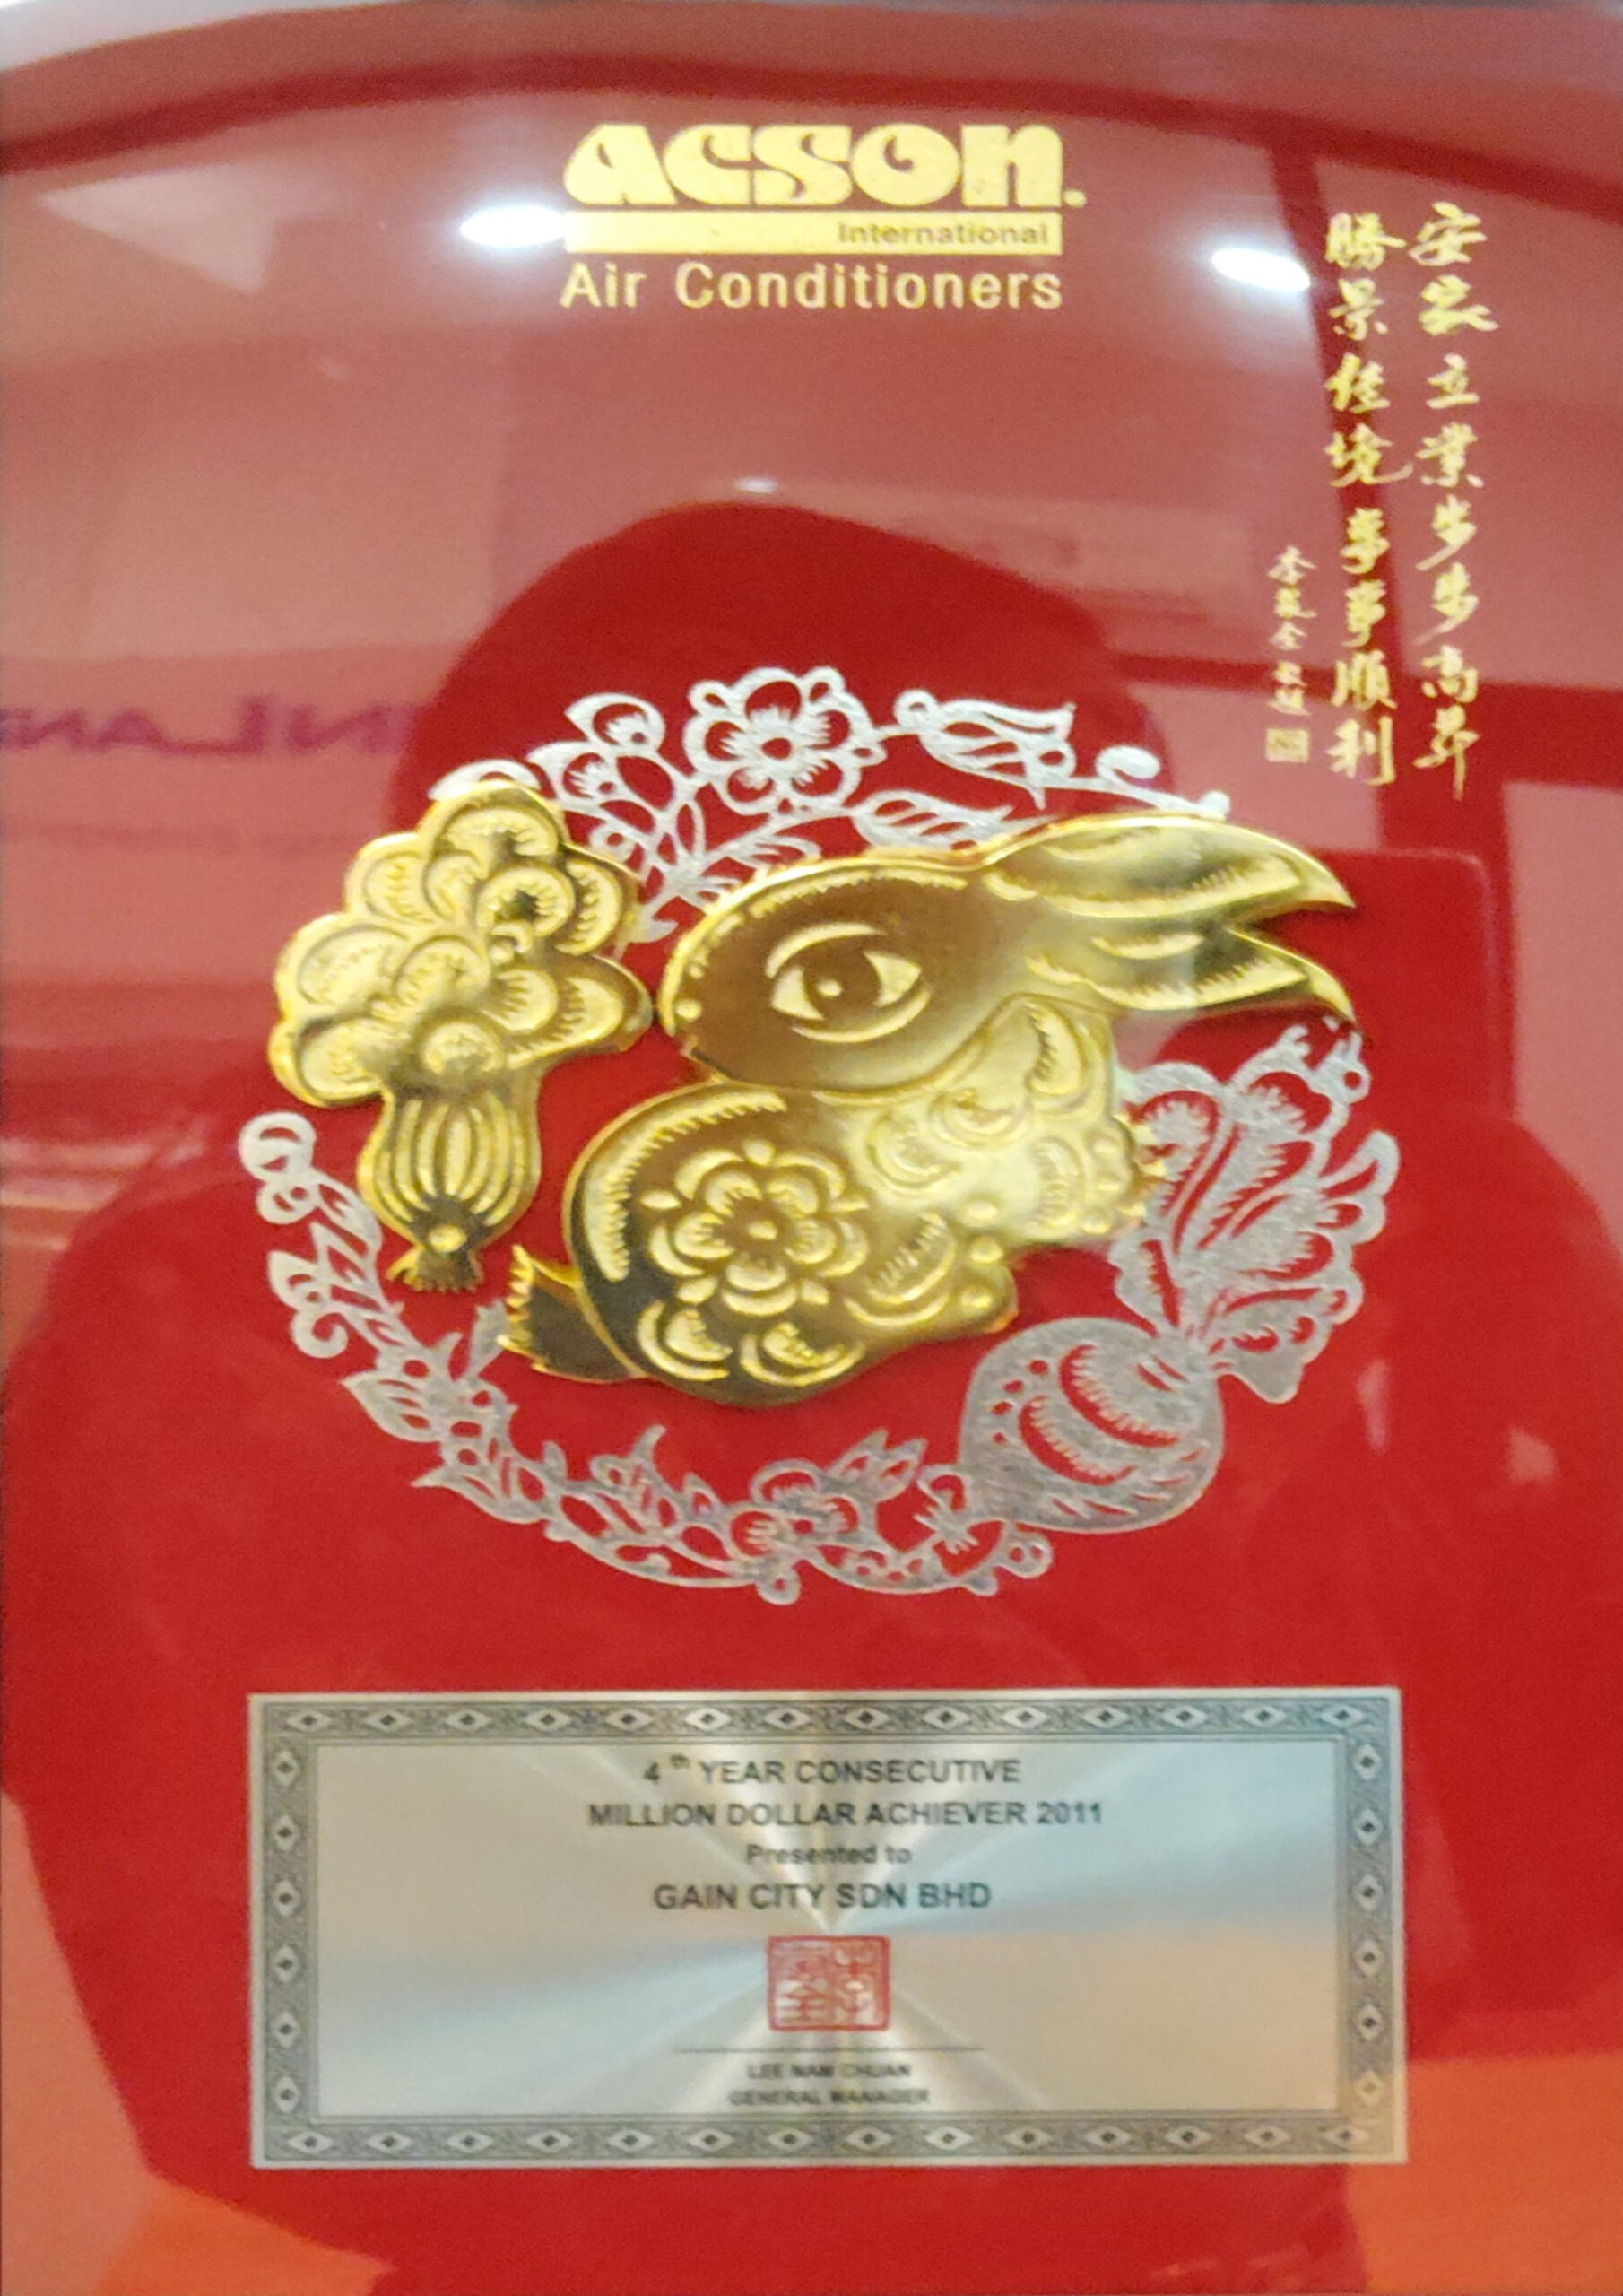 acson.
International
Air Conditioners
安家立業步步高昇
勝景佳境事事順利
4th YEAR CONSECUTIVE
MILLION DOLLAR ACHIEVER 2011
Presented to
GAIN CITY SDN BHD
LEE NAM CHUAN
GENERAL MANAGER